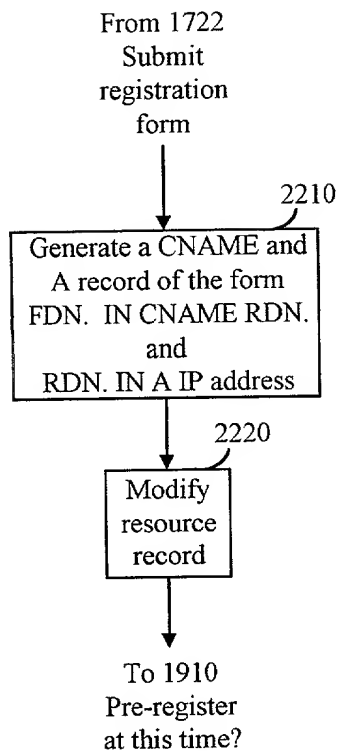 From 1722
Submit
registration
form
2210
Generate a CNAME and
A record of the form
FDN. IN CNAME RDN.
and
RDN. IN A IP address
2220
Modify
resource
record
To 1910
Pre-register
at this time?